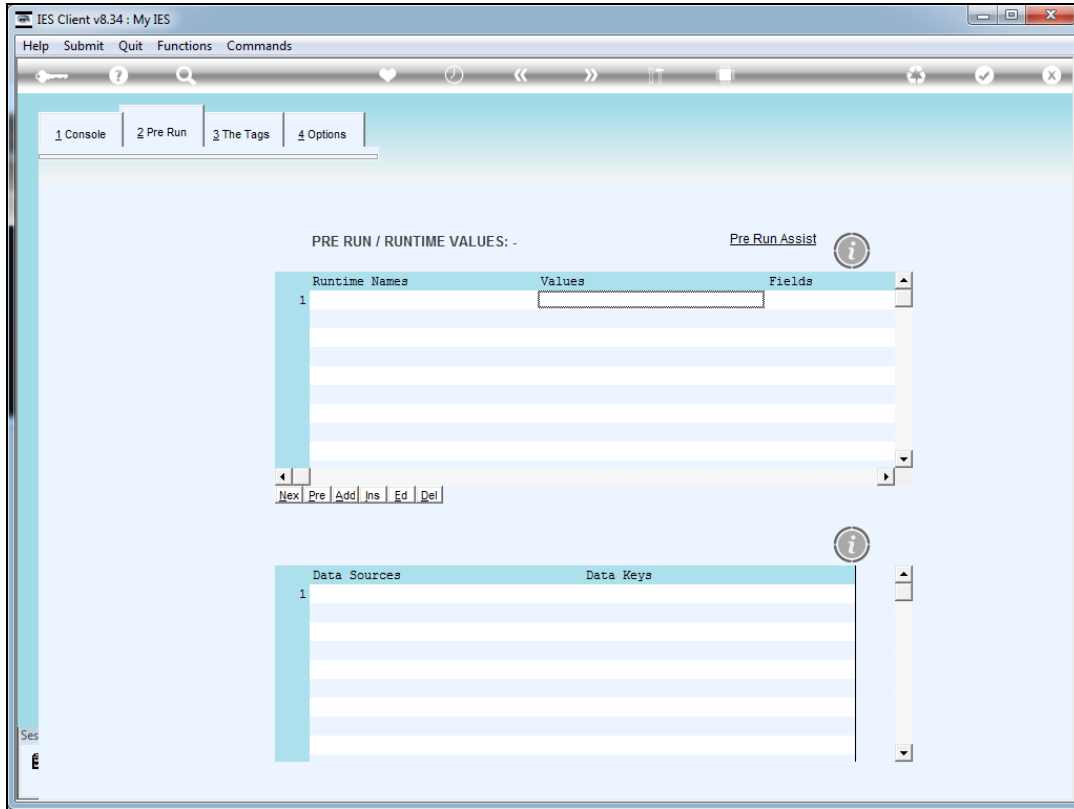 IES Client v8.34 : My IES
Help Submit Quit Functions Commands
1 Console 2 Pre Run 3 The Tags 4 Options
PRE RUN / RUNTIME VALUES: - Pre Run Assist
Runtime Names Values Fields
1
Nex Pre Add Ins Ed Del
Data Sources Data Keys
1
Ses